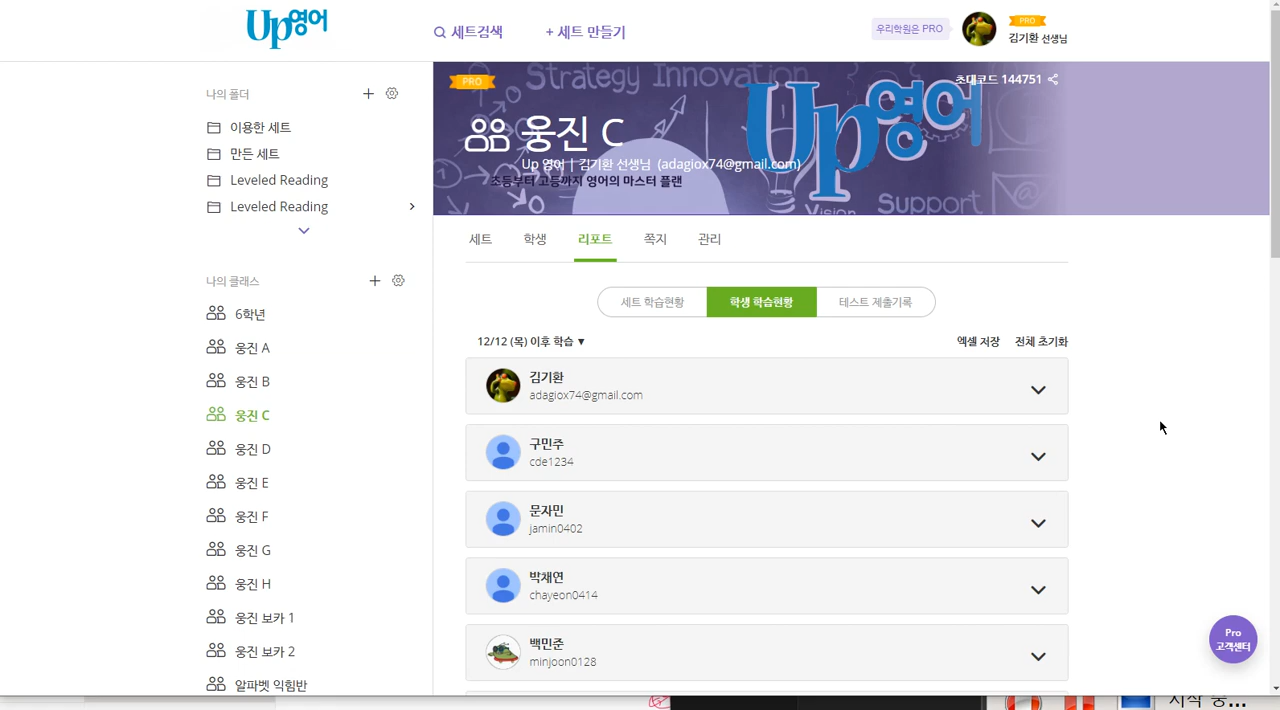 Up영어
세트검색
+ 세트 만들기
우리학원은 PRO
PRO
김기환 선생님
나의 폴더
이용한 세트
만든 세트
Leveled Reading
Leveled Reading
나의 클래스
6학년
웅진 A
웅진 B
웅진 C
웅진 D
웅진 E
웅진 F
웅진 G
웅진 H
웅진 보카 1
웅진 보카 2
알파벳 익힘반
PRO
Strategy Innovation
초대코드 144751
웅진 C
Up영어
Up 영어 | 김기환 선생님 (adagiox74@gmail.com)
초등부터 고등까지 영어의 마스터 플랜
Vision
Support
세트
학생
리포트
쪽지
관리
세트 학습현황
학생 학습현황
테스트 제출기록
12/12 (목) 이후 학습 ▼
엑셀 저장
전체 초기화
김기환
adagiox74@gmail.com
구민주
cde1234
문자민
jamin0402
박채연
chayeon0414
백민준
minjoon0128
Pro
고객센터